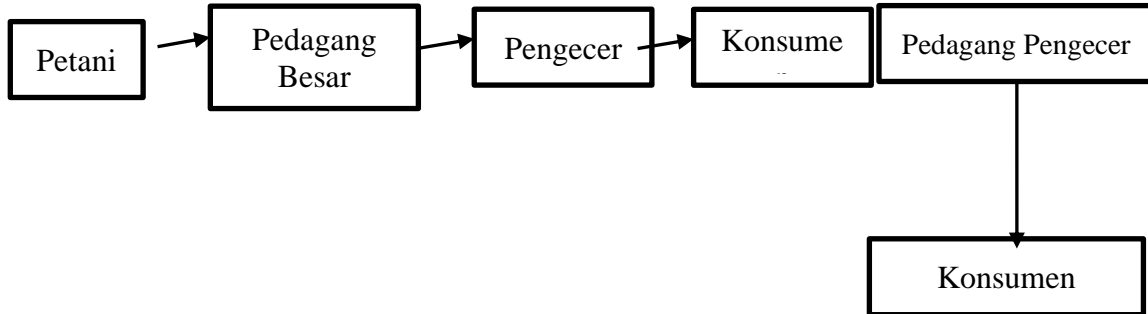 Petani
Pedagang
Besar
Pengecer
Konsume
Pedagang Pengecer
Konsumen